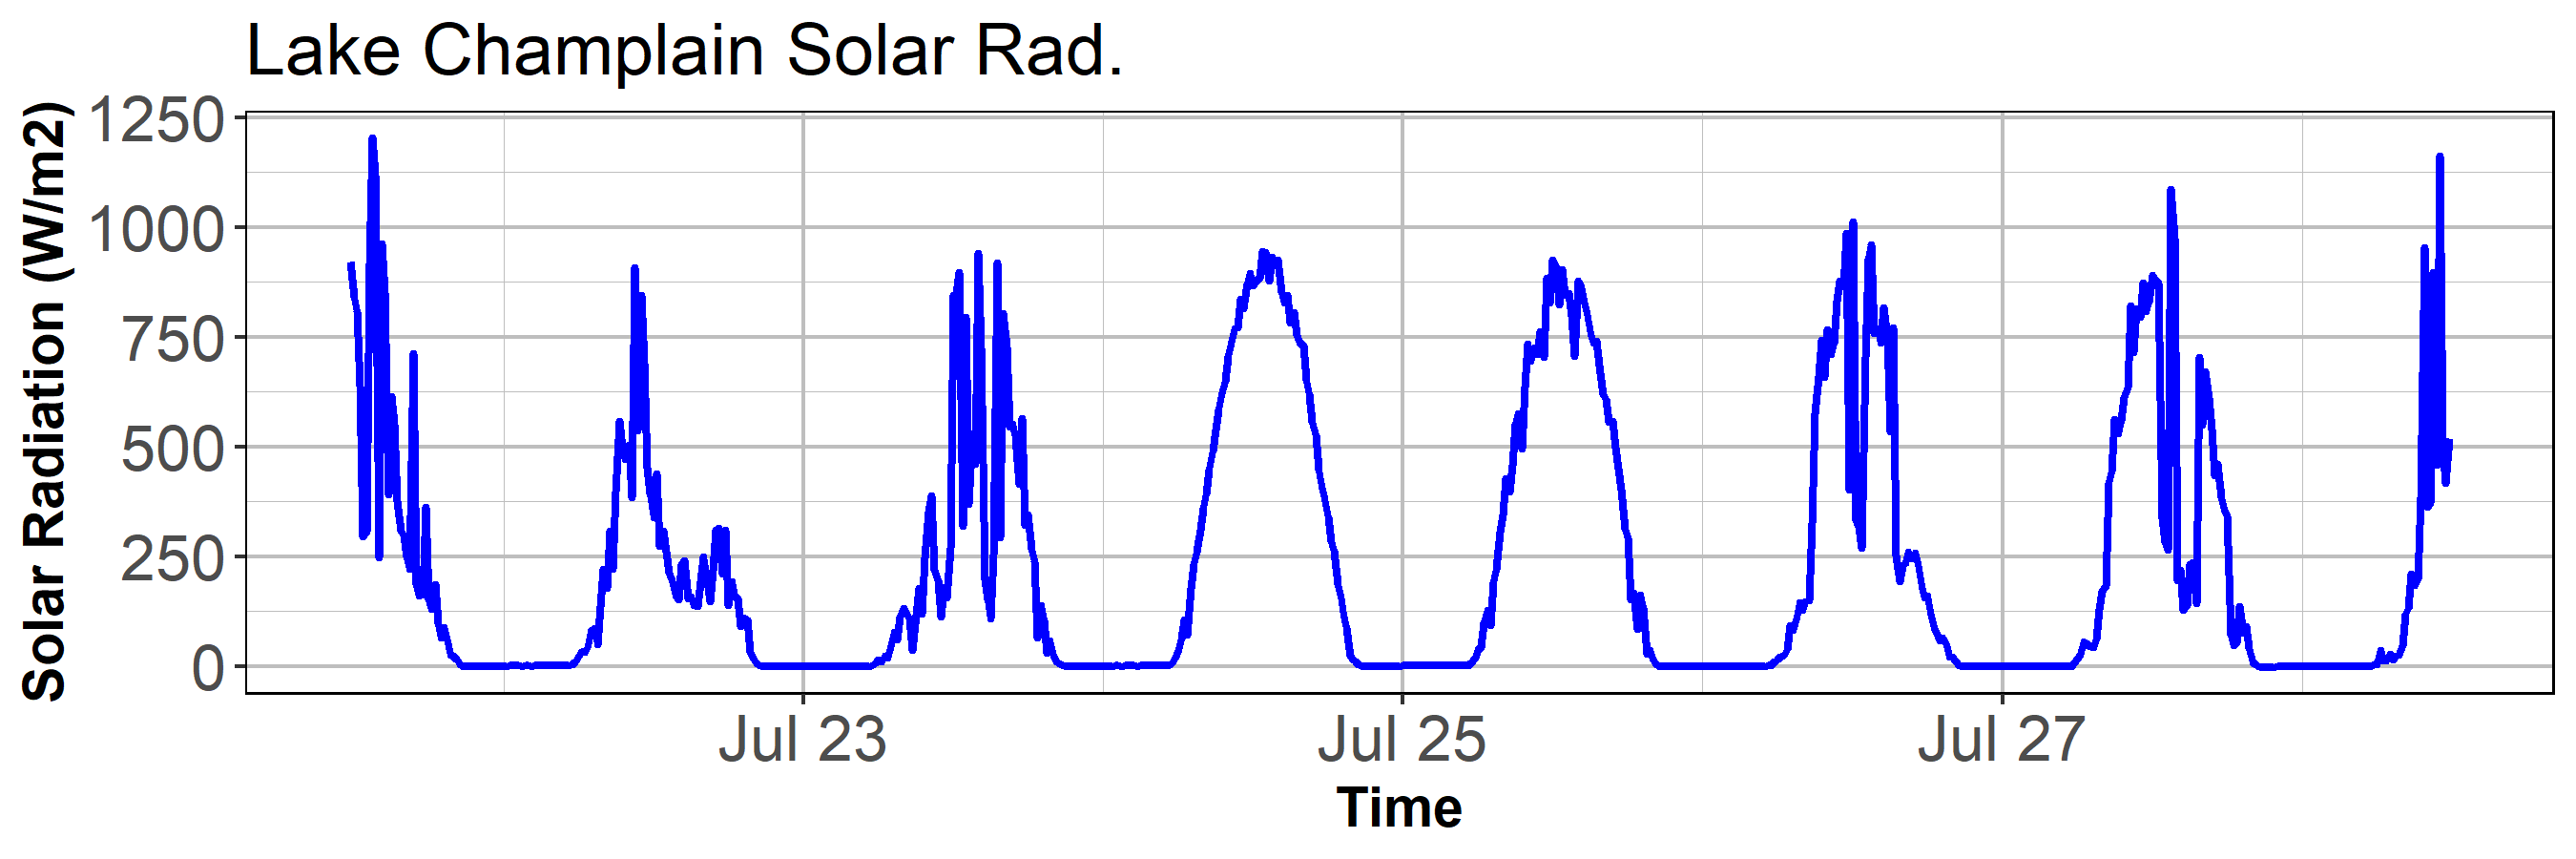 Lake Champlain Solar Rad.
Solar Radiation (W/m2)
1250
1000
750
500
250
0
Jul 23
Jul 25
Jul 27
Time